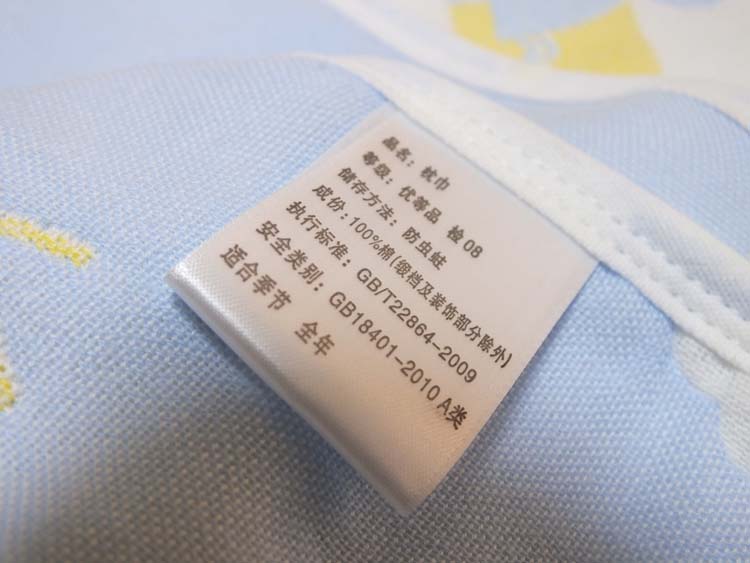 品名：枕巾
等级：优等品 检08
储存方法：防虫蛀
成份：100%棉(缎档及装饰部分除外)
执行标准：GB/T22864-2009
安全类别：GB18401-2010 A类
适合季节 全年